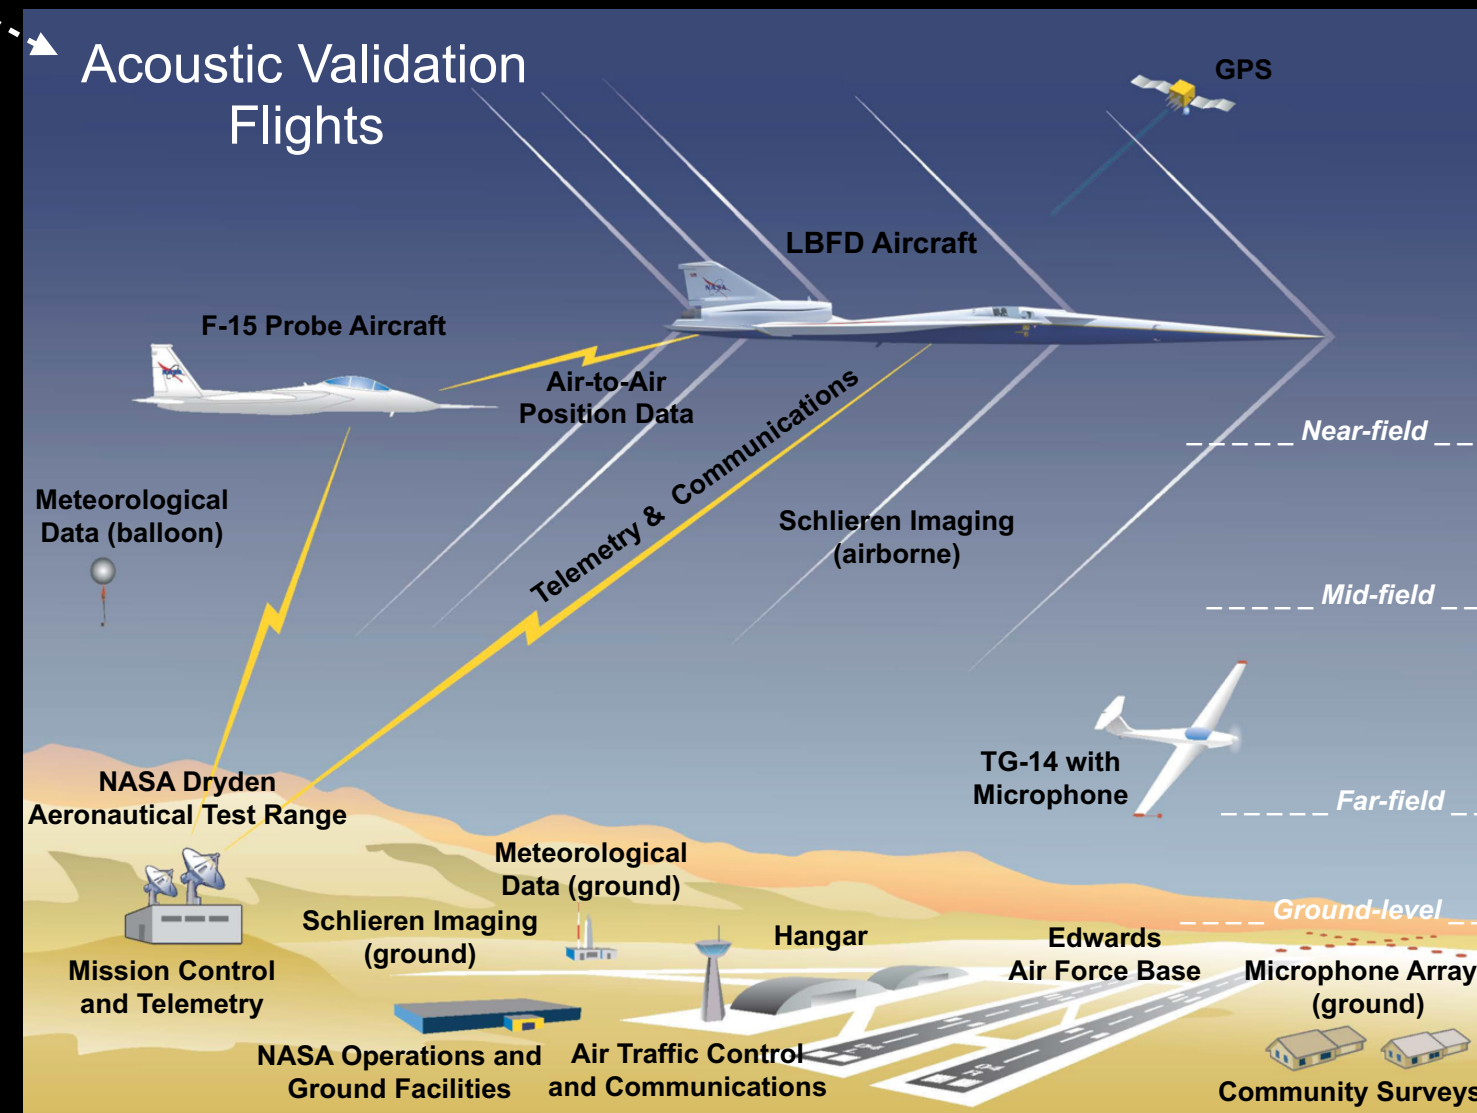 Acoustic Validation
Flights
GPS
LBFD Aircraft
NASA
F-15 Probe Aircraft
Air-to-Air
Position Data
Telemetry & Communications
Near-field
Meteorological
Data (balloon)
Schlieren Imaging
(airborne)
Mid-field
TG-14 with
Microphone
Far-field
NASA Dryden
Aeronautical Test Range
Meteorological
Data (ground)
Schlieren Imaging
(ground)
Hangar
Ground-level
Edwards
Air Force Base
Microphone Array
(ground)
Mission Control
and Telemetry
NASA Operations and
Ground Facilities
Air Traffic Control
and Communications
Community Surveys